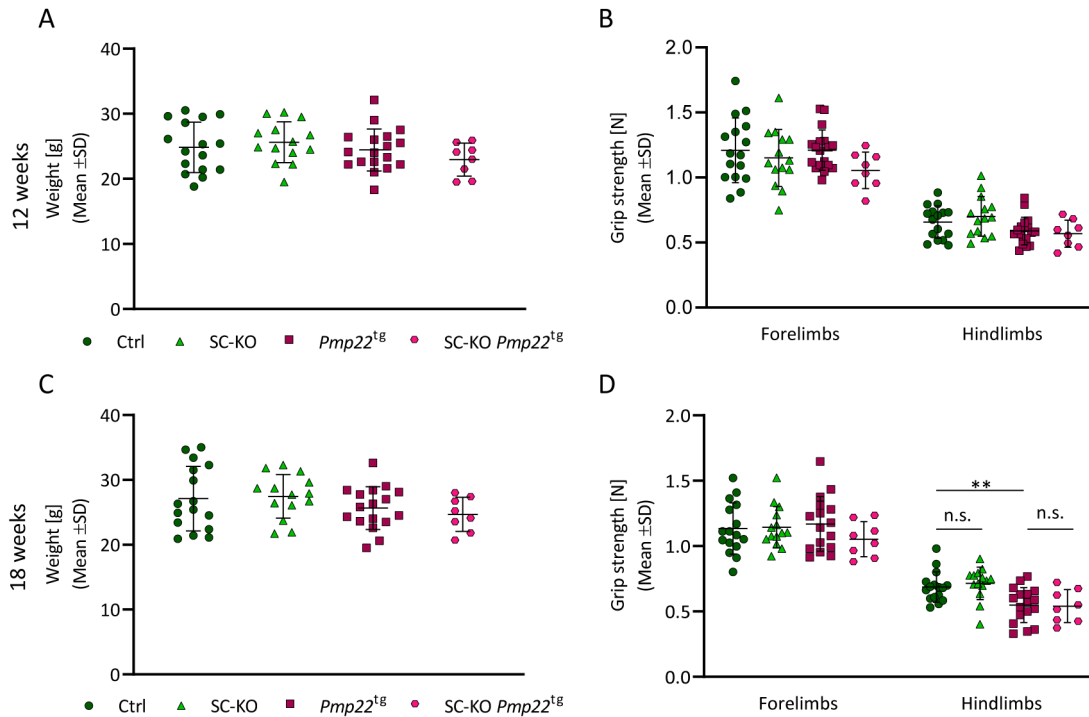 A
12 weeks
Weight [g]
(Mean ±SD)
40
30
20
10
0
Ctrl SC-KO Pmp22tg SC-KO Pmp22tg
B
Grip strength [N]
(Mean ±SD)
2.0
1.5
1.0
0.5
0.0
Forelimbs Hindlimbs
C
18 weeks
Weight [g]
(Mean ±SD)
40
30
20
10
0
Ctrl SC-KO Pmp22tg SC-KO Pmp22tg
D
Grip strength [N]
(Mean ±SD)
2.0
1.5
1.0
0.5
0.0
**
n.s. n.s.
Forelimbs Hindlimbs